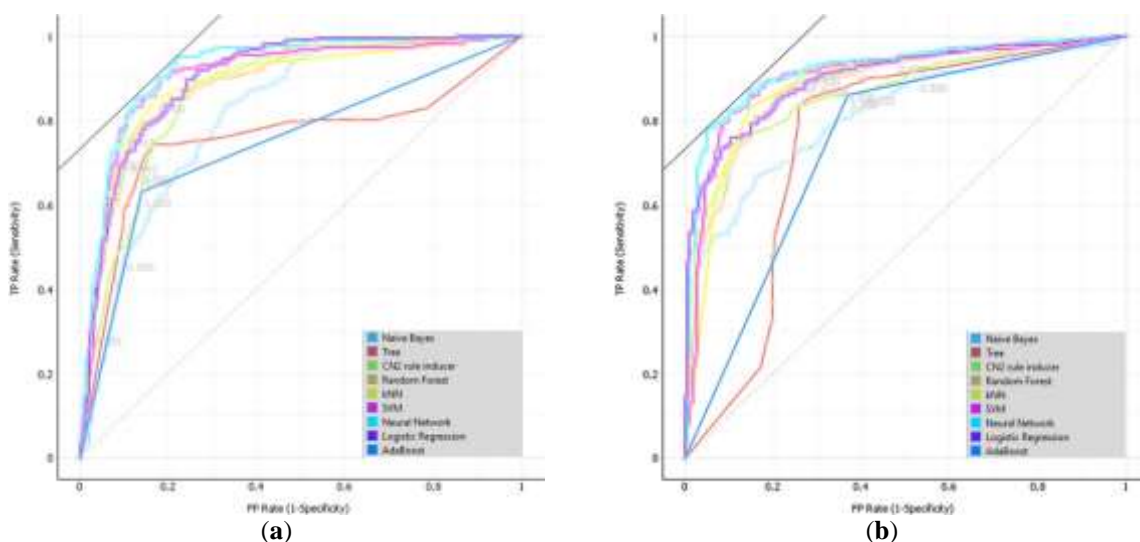 1
0.8
0.6
0.4
0.2
0
TP Rate (Sensitivity)
0 0.2 0.4 0.6 0.8 1
FP Rate (1-Specificity)
Naive Bayes
Tree
CN2 rule inducer
Random Forest
kNN
SVM
Neural Network
Logistic Regression
AdaBoost
(a)
1
0.8
0.6
0.4
0.2
0
TP Rate (Sensitivity)
0 0.2 0.4 0.6 0.8 1
FP Rate (1-Specificity)
Naive Bayes
Tree
CN2 rule inducer
Random Forest
kNN
SVM
Neural Network
Logistic Regression
AdaBoost
(b)